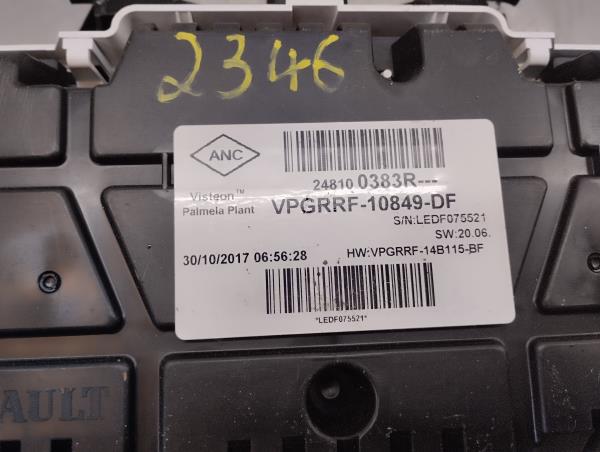 2346
ANC
Visteon™
Palmela Plant
24810 0383R---
VPGRRF-10849-DF
S/N:LEDF075521
SW:20.06.
30/10/2017 06:56:28
HW:VPGRRF-14B115-BF
*LEDF075521*
AULT